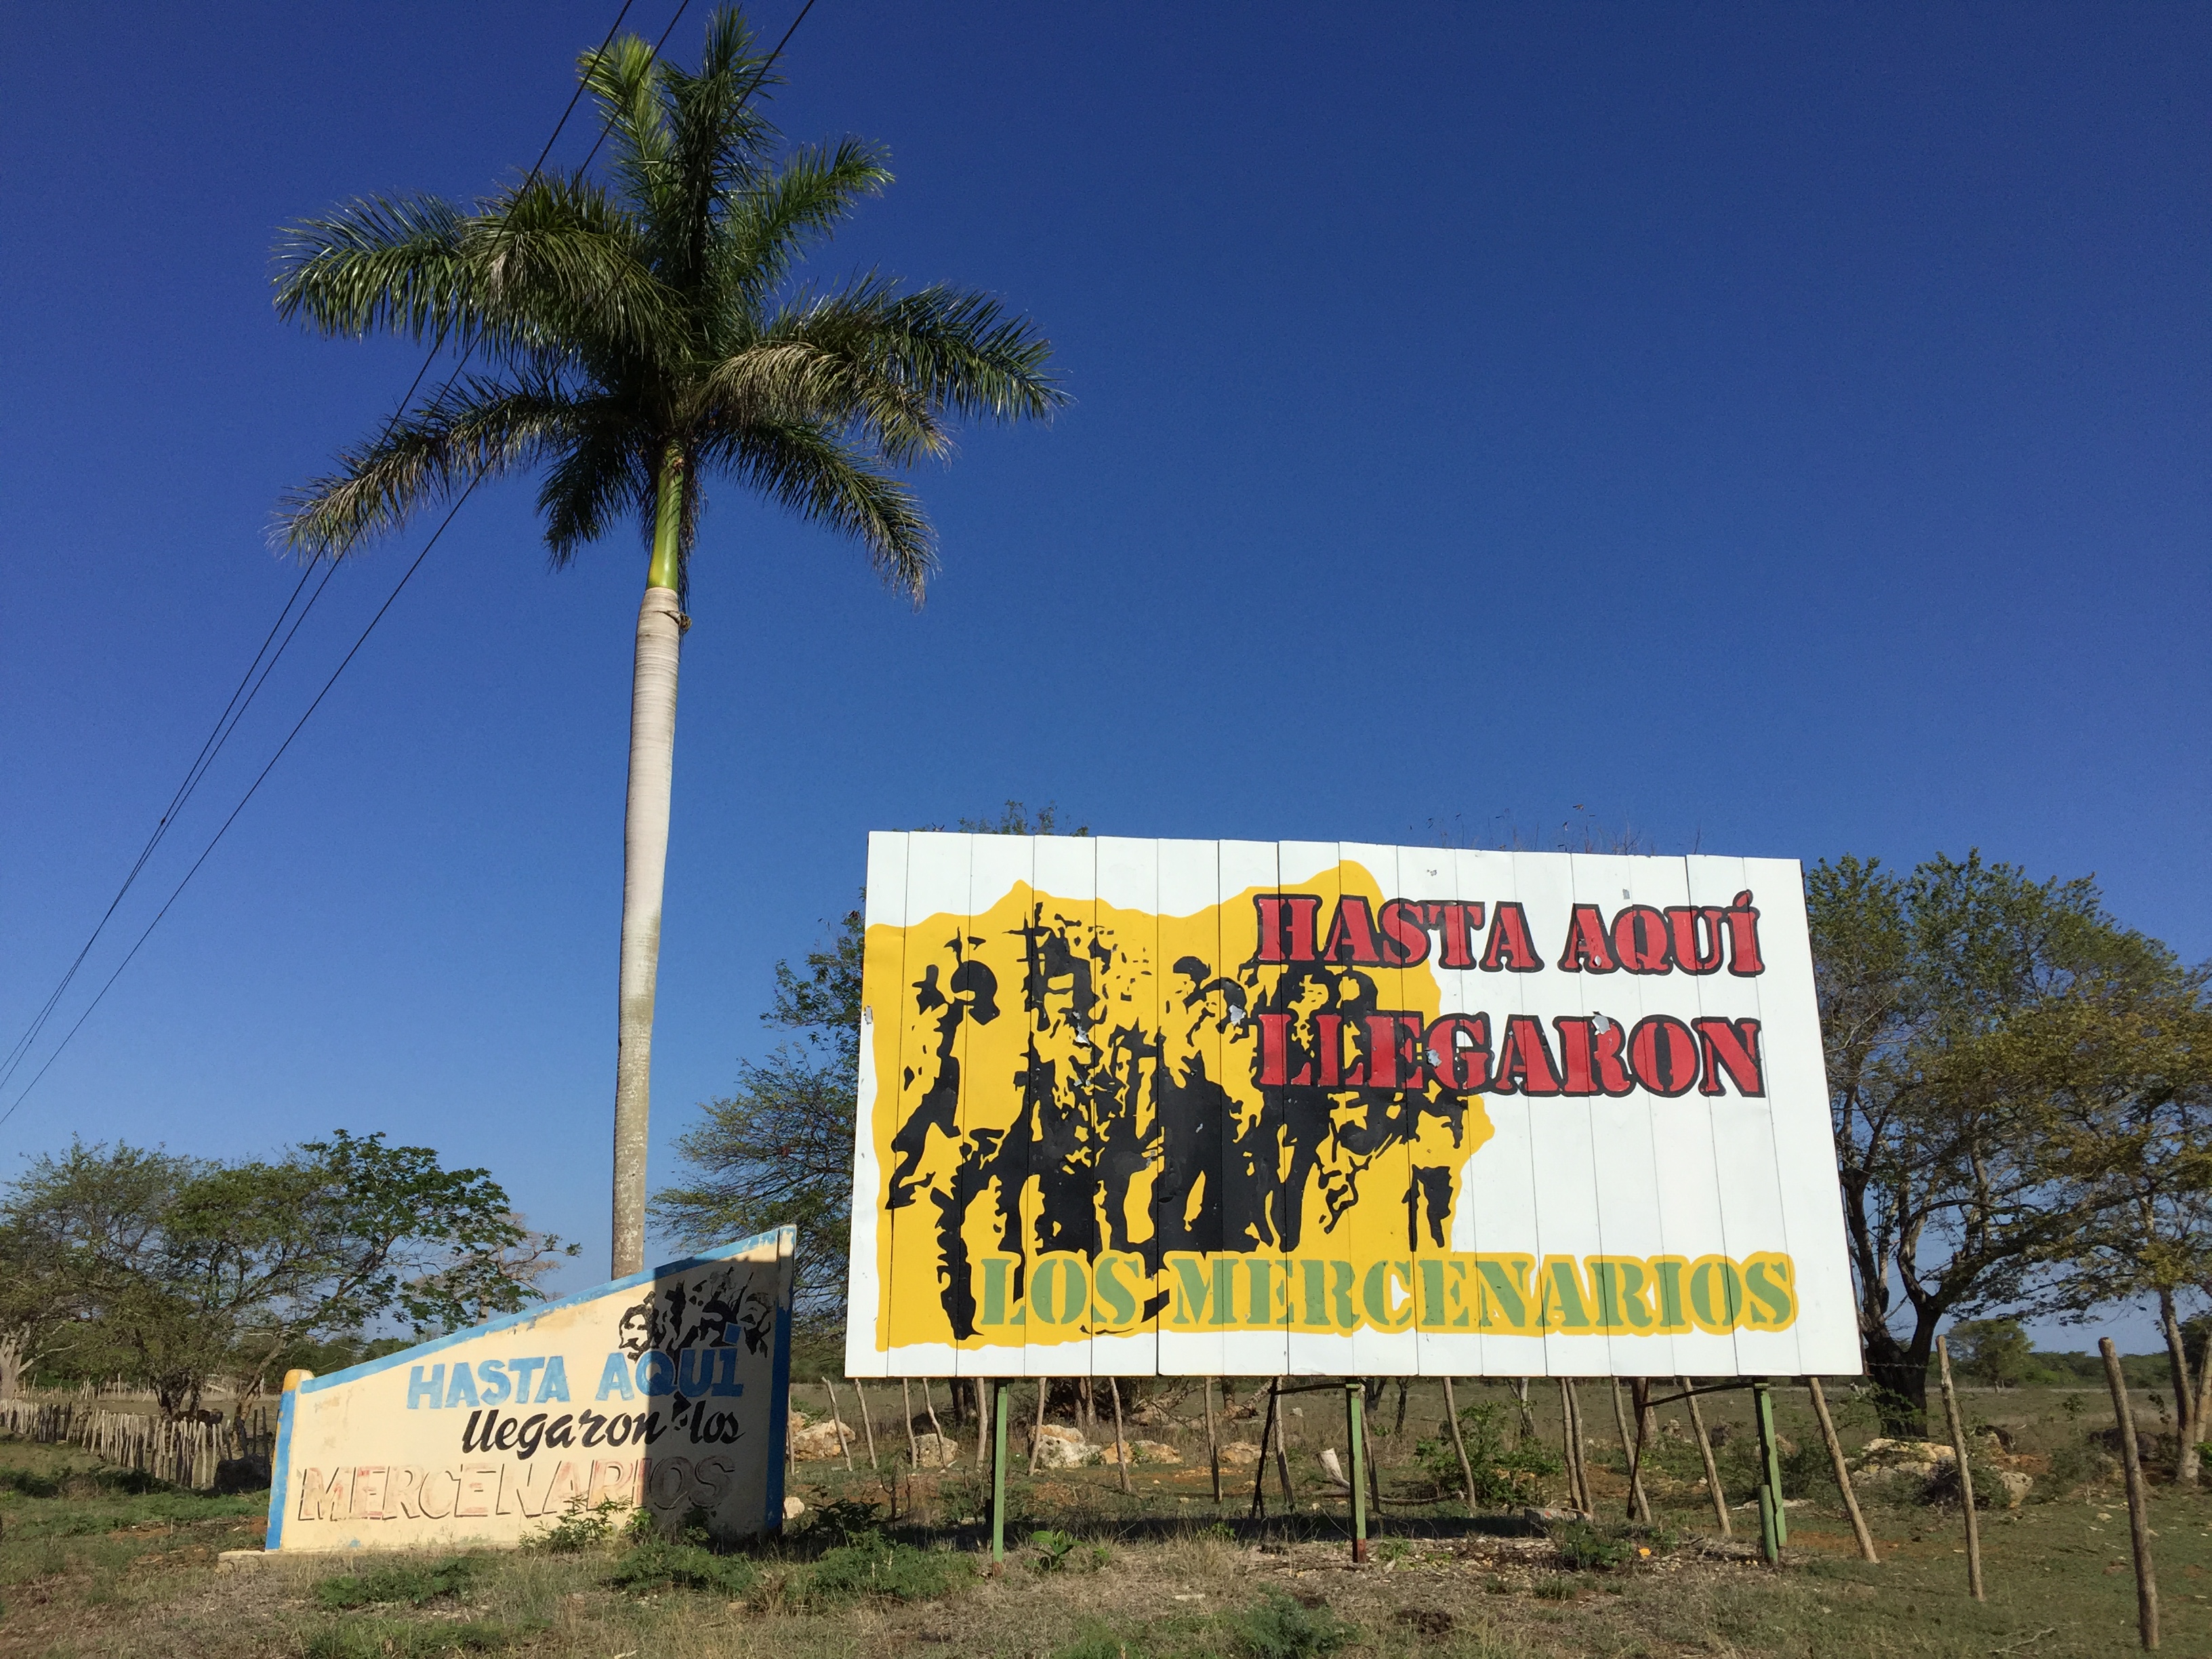 HASTA AQUÍ
LLEGARON
LOS MERCENARIOS
HASTA AQUI
llegaron los
MERCENARIOS